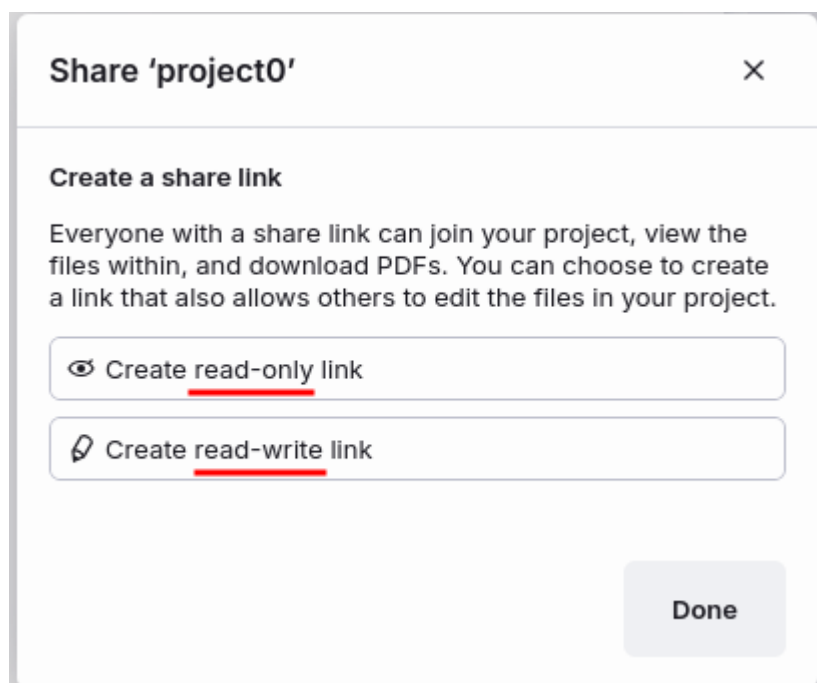 Share ‘project0’
Create a share link
Everyone with a share link can join your project, view the
files within, and download PDFs. You can choose to create
a link that also allows others to edit the files in your project.
Create read-only link
Create read-write link
Done